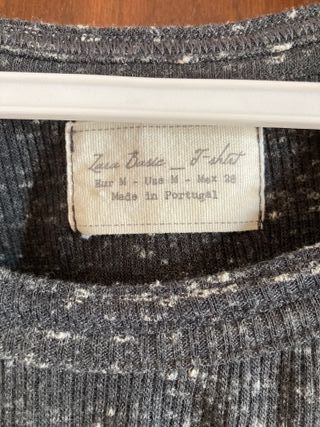 Zara Basic _ T-shirt
Eur M - Usa M - Mex 28
Made in Portugal